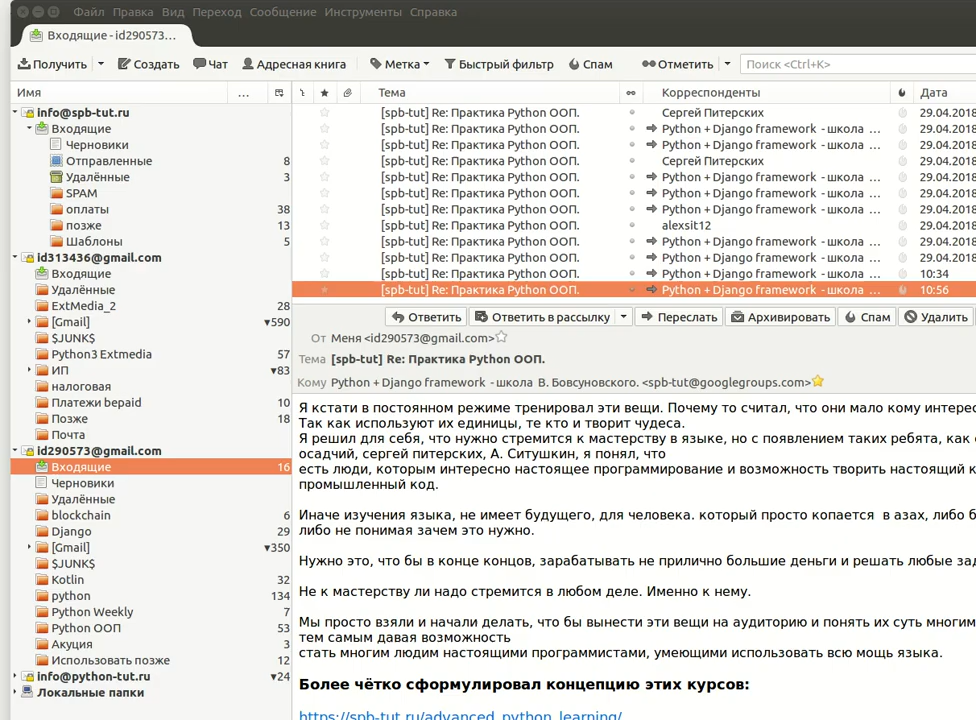 Файл Правка Вид Переход Сообщение Инструменты Справка
Входящие - id290573...
Получить Создать Чат Адресная книга Метка Быстрый фильтр Спам Отметить Поиск <Ctrl+K>
Имя ...
info@spb-tut.ru
Входящие
Черновики
Отправленные 8
Удалённые 3
SPAM
оплаты 38
позже 13
Шаблоны 5
id313436@gmail.com
Входящие
Удалённые
ExtMedia_2 28
[Gmail] ▾590
$JUNK$
Python3 Extmedia 57
ИП ▾83
налоговая
Платежи bepaid 10
Позже 18
Почта
id290573@gmail.com
Входящие 16
Черновики
Удалённые
blockchain 6
Django 29
[Gmail] ▾350
$JUNK$
Kotlin 32
python 134
Python Weekly 7
Python ООП 53
Акуция 3
Использовать позже 12
info@python-tut.ru ▾24
Локальные папки
Тема Корреспонденты Дата
[spb-tut] Re: Практика Python ООП. Сергей Питерских 29.04.2018
[spb-tut] Re: Практика Python ООП. Python + Django framework - школа ... 29.04.2018
[spb-tut] Re: Практика Python ООП. Python + Django framework - школа ... 29.04.2018
[spb-tut] Re: Практика Python ООП. Сергей Питерских 29.04.2018
[spb-tut] Re: Практика Python ООП. Python + Django framework - школа ... 29.04.2018
[spb-tut] Re: Практика Python ООП. Python + Django framework - школа ... 29.04.2018
[spb-tut] Re: Практика Python ООП. Python + Django framework - школа ... 29.04.2018
[spb-tut] Re: Практика Python ООП. alexsit12 29.04.2018
[spb-tut] Re: Практика Python ООП. Python + Django framework - школа ... 29.04.2018
[spb-tut] Re: Практика Python ООП. Python + Django framework - школа ... 29.04.2018
[spb-tut] Re: Практика Python ООП. Python + Django framework - школа ... 10:34
[spb-tut] Re: Практика Python ООП. Python + Django framework - школа ... 10:56
Ответить Ответить в рассылку Переслать Архивировать Спам Удалить
От Меня <id290573@gmail.com>
Тема [spb-tut] Re: Практика Python ООП.
Кому Python + Django framework - школа В. Бовсуновского. <spb-tut@googlegroups.com>
Я кстати в постоянном режиме тренировал эти вещи. Почему то считал, что они мало кому интерес
Так как используют их единицы, те кто и творит чудеса.
Я решил для себя, что нужно стремится к мастерству в языке, но с появлением таких ребята, как
осадчий, сергей питерских, А. Ситушкин, я понял, что
есть люди, которым интересно настоящее программирование и возможность творить настоящий к
промышленный код.
Иначе изучения языка, не имеет будущего, для человека. который просто копается в азах, либо б
либо не понимая зачем это нужно.
Нужно это, что бы в конце концов, зарабатывать не прилично большие деньги и решать любые зад
Не к мастерству ли надо стремится в любом деле. Именно к нему.
Мы просто взяли и начали делать, что бы вынести эти вещи на аудиторию и понять их суть многим
тем самым давая возможность
стать многим людим настоящими программистами, умеющими использовать всю мощь языка.
Более чётко сформулировал концепцию этих курсов:
https://spb-tut.ru/advanced_python_learning/